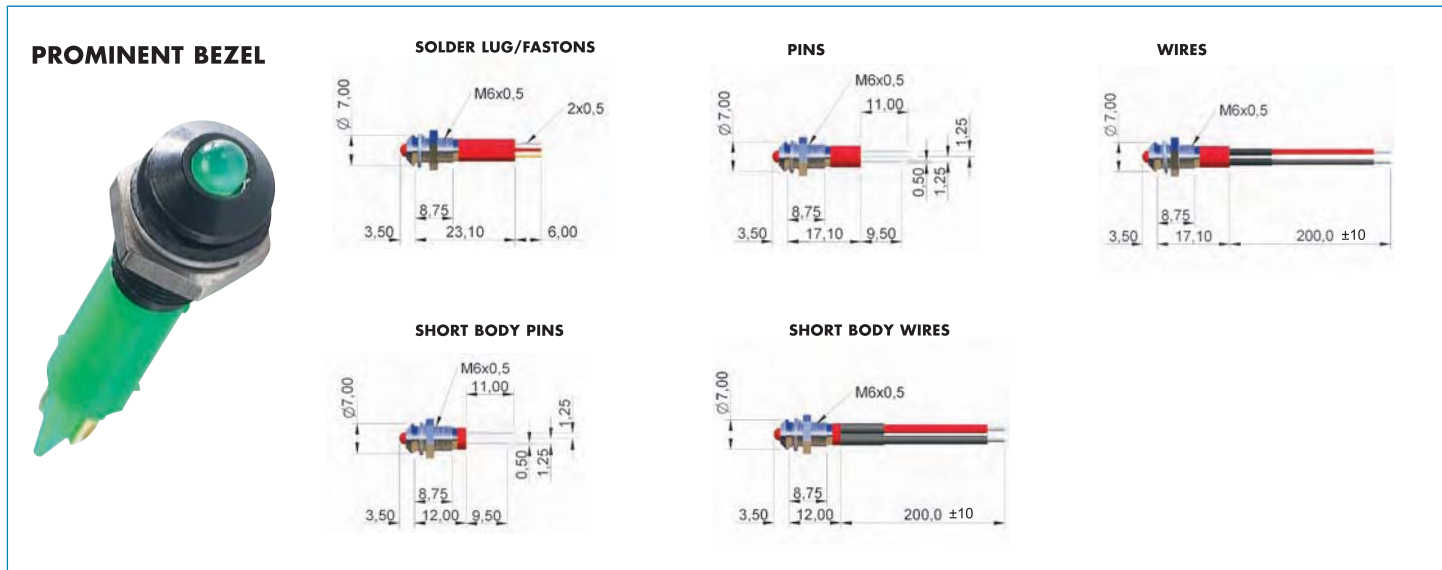 PROMINENT BEZEL
SOLDER LUG/FASTONS
Ø 7,00
M6x0,5
2x0,5
8,75
3,50 23,10 6,00
PINS
Ø 7,00
M6x0,5
11,00
1,25
0,50
1,25
8,75
3,50 17,10 9,50
WIRES
Ø 7,00
M6x0,5
8,75
3,50 17,10 200,0 ±10
SHORT BODY PINS
Ø7,00
M6x0,5
11,00
1,25
0,50
1,25
8,75
3,50 12,00 9,50
SHORT BODY WIRES
Ø7,00
M6x0,5
8,75
3,50 12,00 200,0 ±10